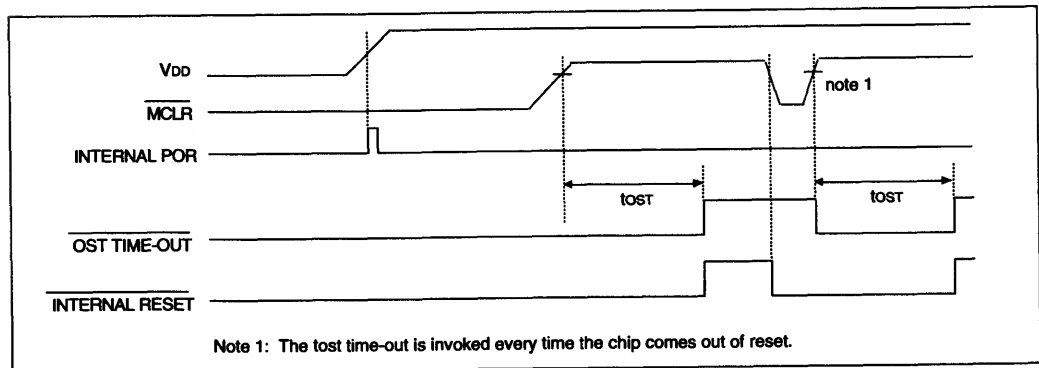 VDD
MCLR
INTERNAL POR
note 1
tOST
tOST
OST TIME-OUT
INTERNAL RESET
Note 1: The tost time-out is invoked every time the chip comes out of reset.